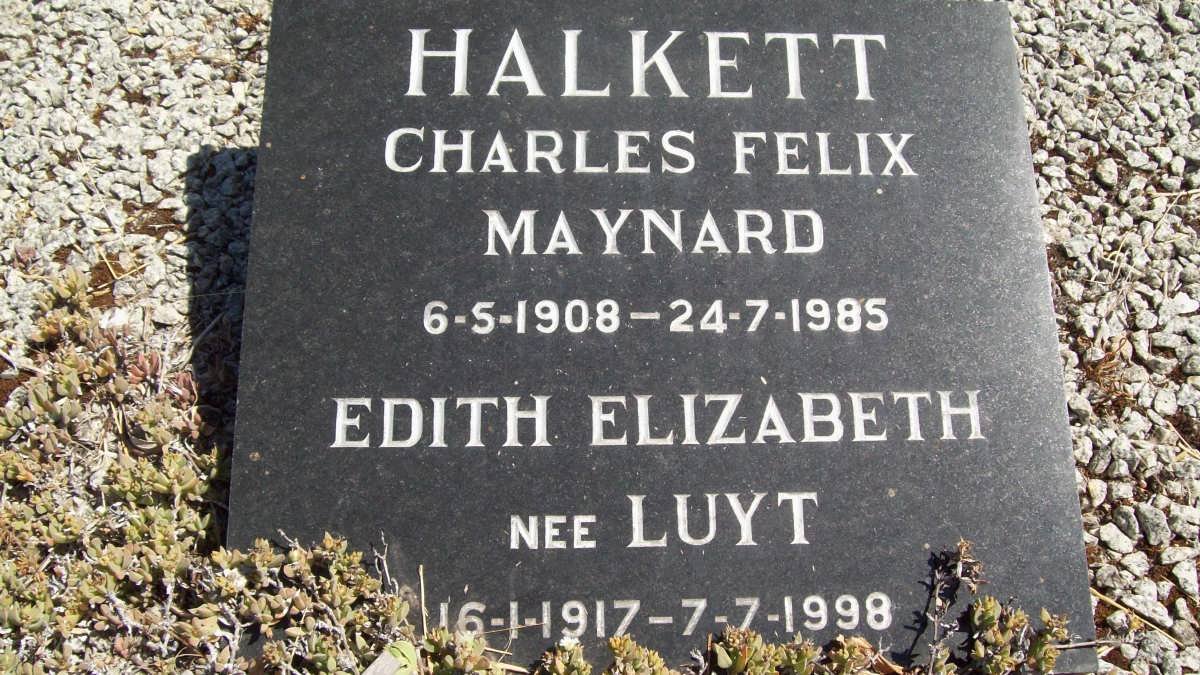 HALKETT
CHARLES FELIX
MAYNARD
6-5-1908 – 24-7-1985
EDITH ELIZABETH
NEE LUYT
16-1-1917 – 7-7-1998